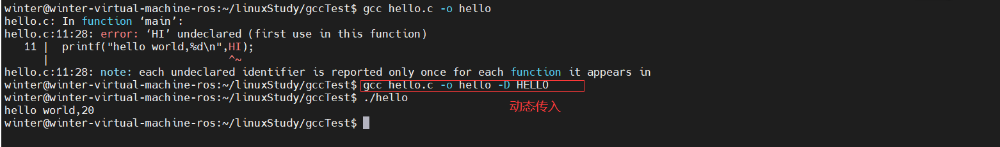 winter@winter-virtual-machine-ros:~/linuxStudy/gccTest$ gcc hello.c -o hello
hello.c: In function ‘main’:
hello.c:11:28: error: ‘HI’ undeclared (first use in this function)
   11 |  printf("hello world,%d\n",HI);
      |                            ^~
hello.c:11:28: note: each undeclared identifier is reported only once for each function it appears in
winter@winter-virtual-machine-ros:~/linuxStudy/gccTest$ gcc hello.c -o hello -D HELLO
winter@winter-virtual-machine-ros:~/linuxStudy/gccTest$ ./hello
动态传入
hello world,20
winter@winter-virtual-machine-ros:~/linuxStudy/gccTest$